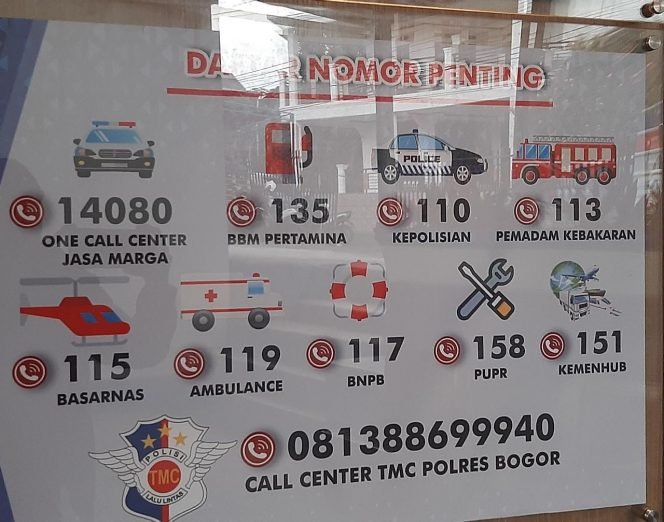 DAFTAR NOMOR PENTING
POLICE
14080
ONE CALL CENTER
JASA MARGA
135
BBM PERTAMINA
110
KEPOLISIAN
113
PEMADAM KEBAKARAN
115
BASARNAS
119
AMBULANCE
117
BNPB
158
PUPR
151
KEMENHUB
POLISI
TMC
LALU LINTAS
081388699940
CALL CENTER TMC POLRES BOGOR